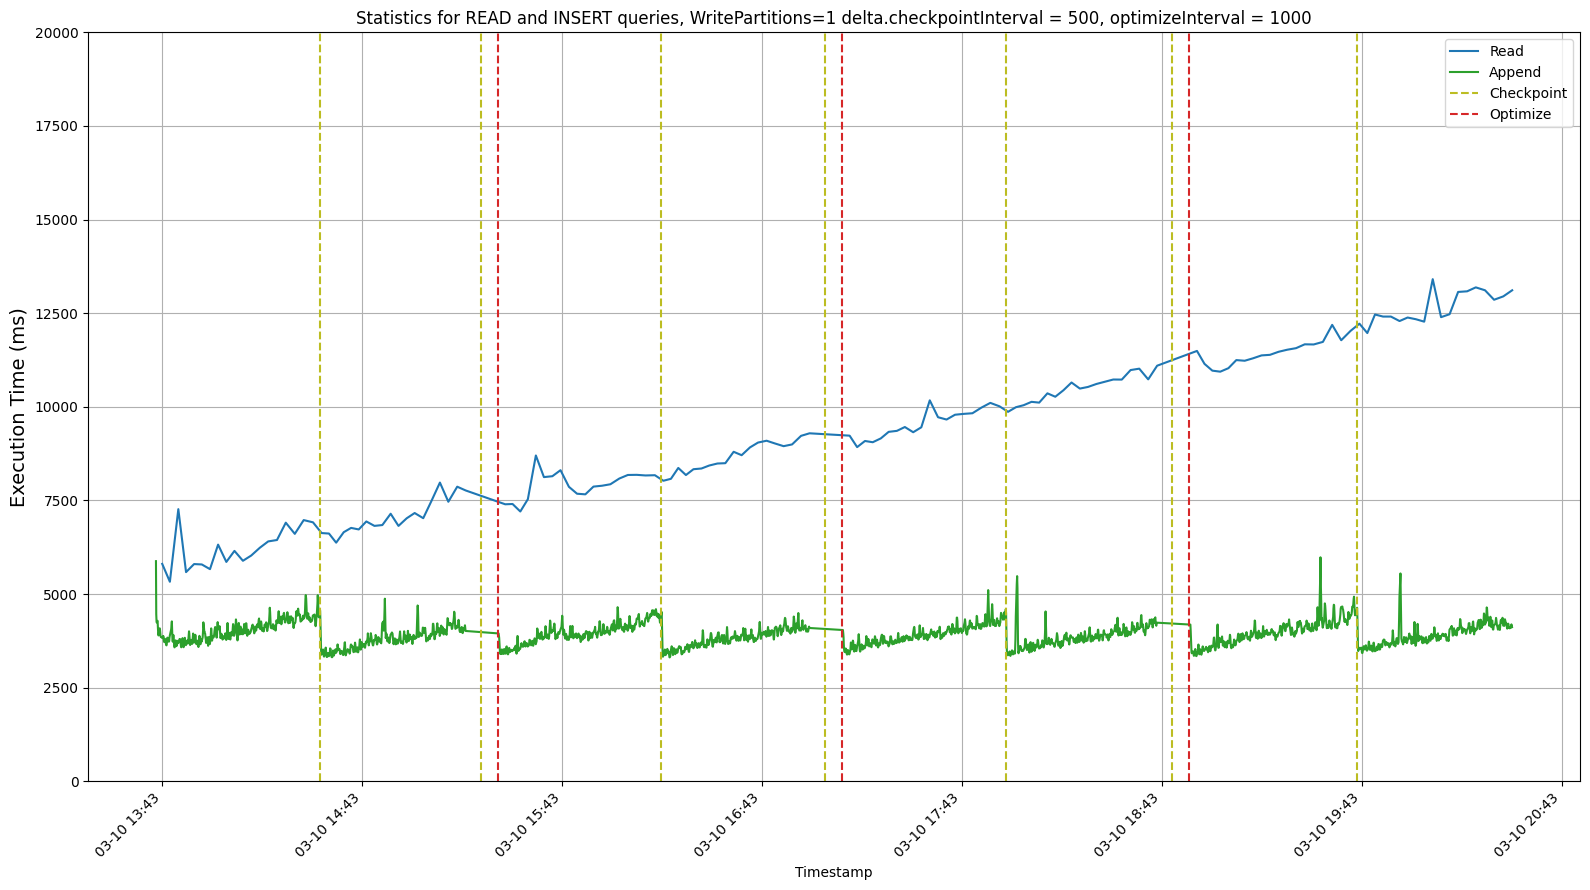 Statistics for READ and INSERT queries, WritePartitions=1 delta.checkpointInterval = 500, optimizeInterval = 1000
Read
Append
Checkpoint
Optimize
Execution Time (ms)
20000
17500
15000
12500
10000
7500
5000
2500
0
03-10 13:43
03-10 14:43
03-10 15:43
03-10 16:43
03-10 17:43
03-10 18:43
03-10 19:43
03-10 20:43
Timestamp